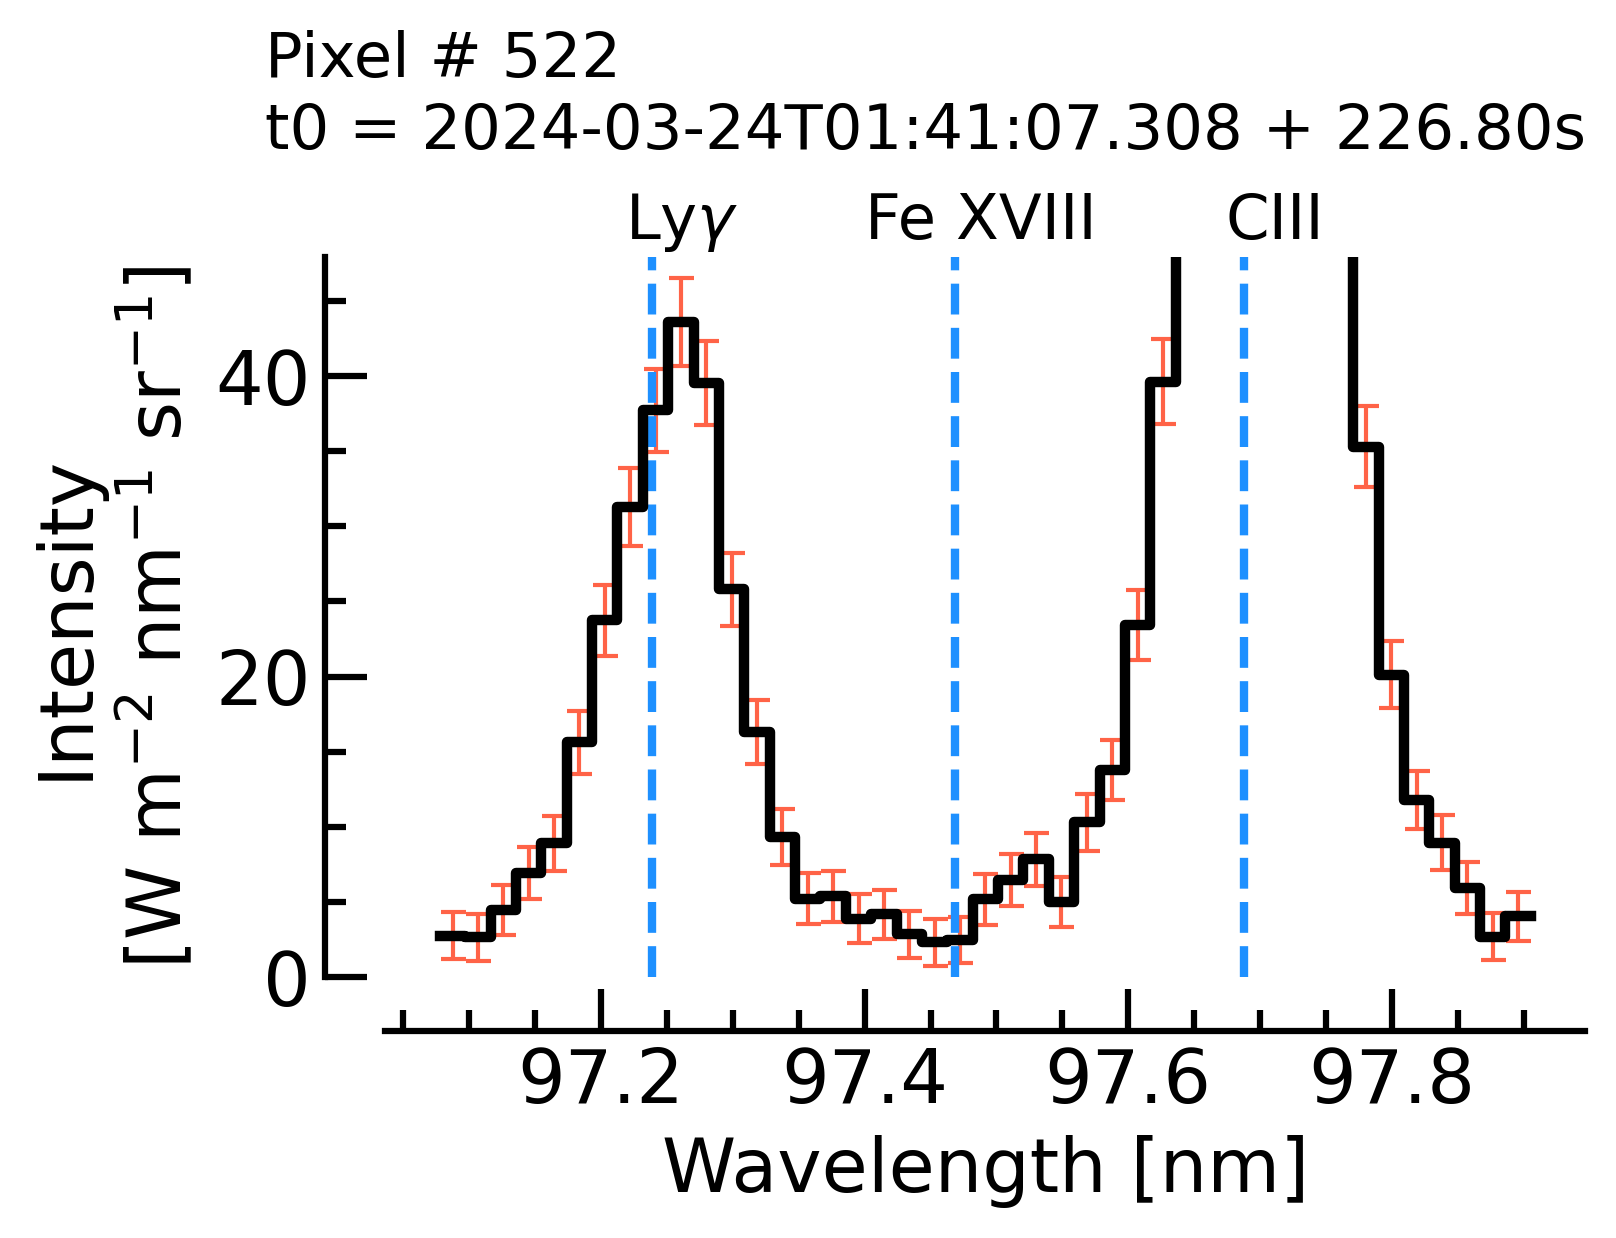 Pixel # 522
t0 = 2024-03-24T01:41:07.308 + 226.80s
Lyγ Fe XVIII CIII
Intensity
[W m⁻² nm⁻¹ sr⁻¹]
40
20
0
97.2 97.4 97.6 97.8
Wavelength [nm]